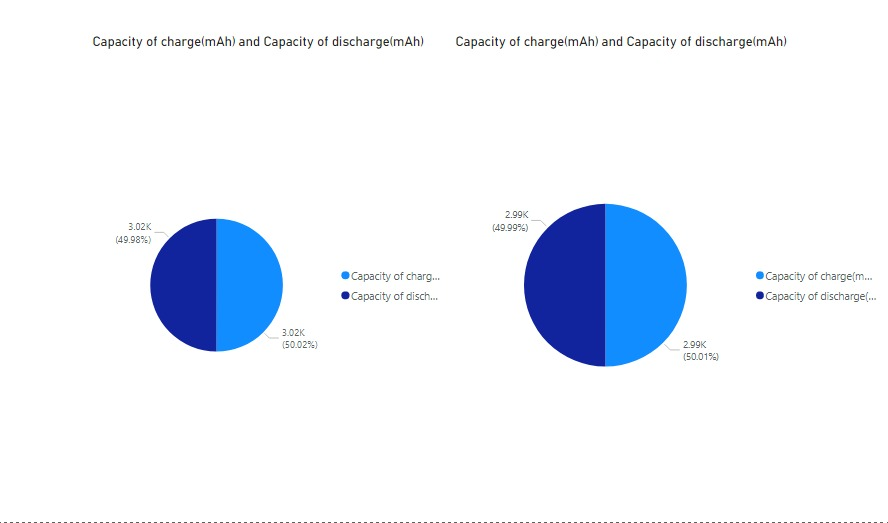 Capacity of charge(mAh) and Capacity of discharge(mAh)
3.02K
(49.98%)
3.02K
(50.02%)
Capacity of charg...
Capacity of disch...
Capacity of charge(mAh) and Capacity of discharge(mAh)
2.99K
(49.99%)
2.99K
(50.01%)
Capacity of charge(m...
Capacity of discharge(...